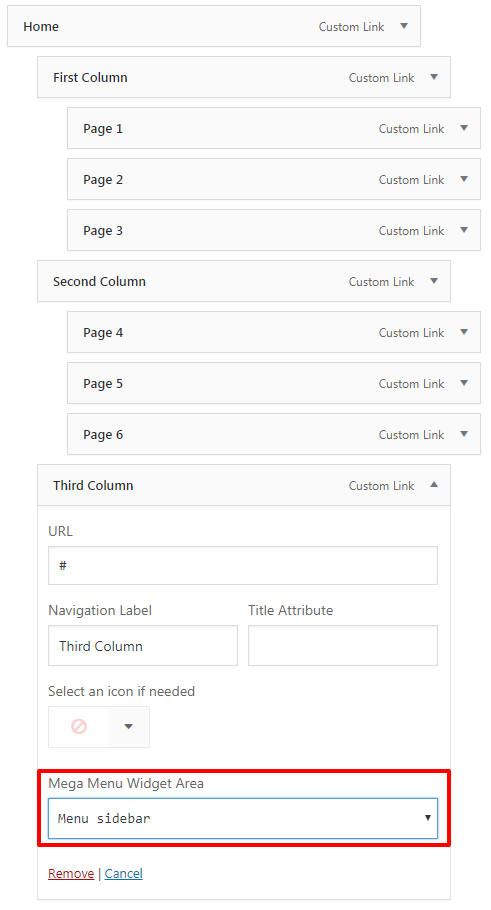 Home Custom Link
First Column Custom Link
Page 1 Custom Link
Page 2 Custom Link
Page 3 Custom Link
Second Column Custom Link
Page 4 Custom Link
Page 5 Custom Link
Page 6 Custom Link
Third Column Custom Link
URL
#
Navigation Label Title Attribute
Third Column
Select an icon if needed
Mega Menu Widget Area
Menu sidebar
Remove | Cancel